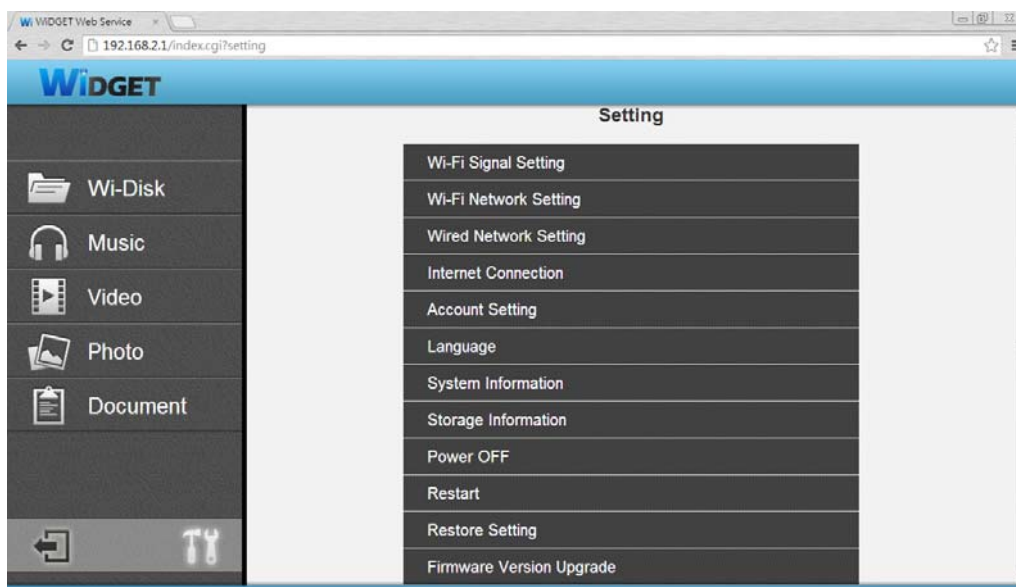 Wi WIDGET Web Service
192.168.2.1/index.cgi?setting
WiDGET
Setting
Wi-Disk
Music
Video
Photo
Document
Wi-Fi Signal Setting
Wi-Fi Network Setting
Wired Network Setting
Internet Connection
Account Setting
Language
System Information
Storage Information
Power OFF
Restart
Restore Setting
Firmware Version Upgrade